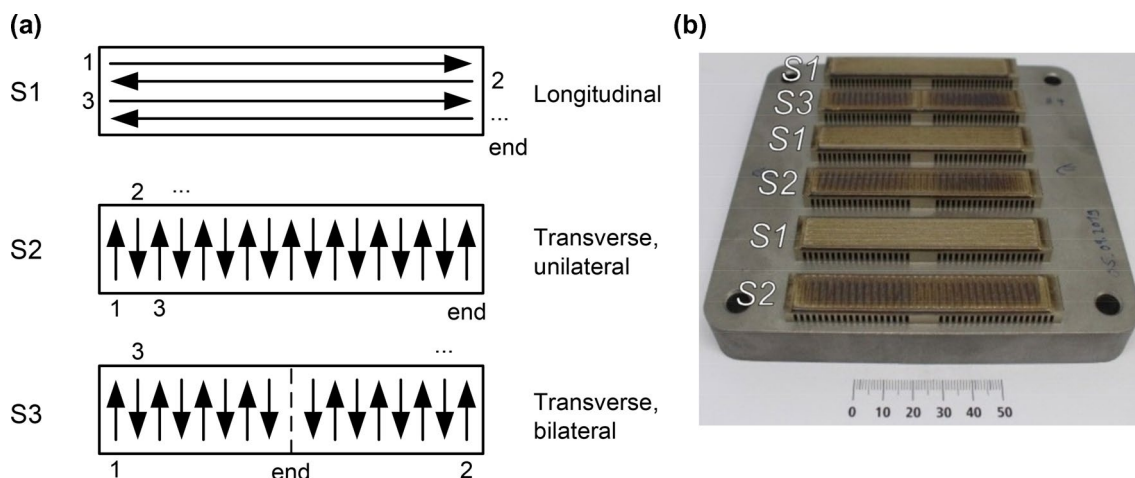 (a)
S1
1
2
3
...
end
Longitudinal
S2
2 ...
1 3 end
Transverse,
unilateral
S3
3 ...
1 end 2
Transverse,
bilateral
(b)
S1
S3
S1
S2
S1
S2
0 10 20 30 40 50